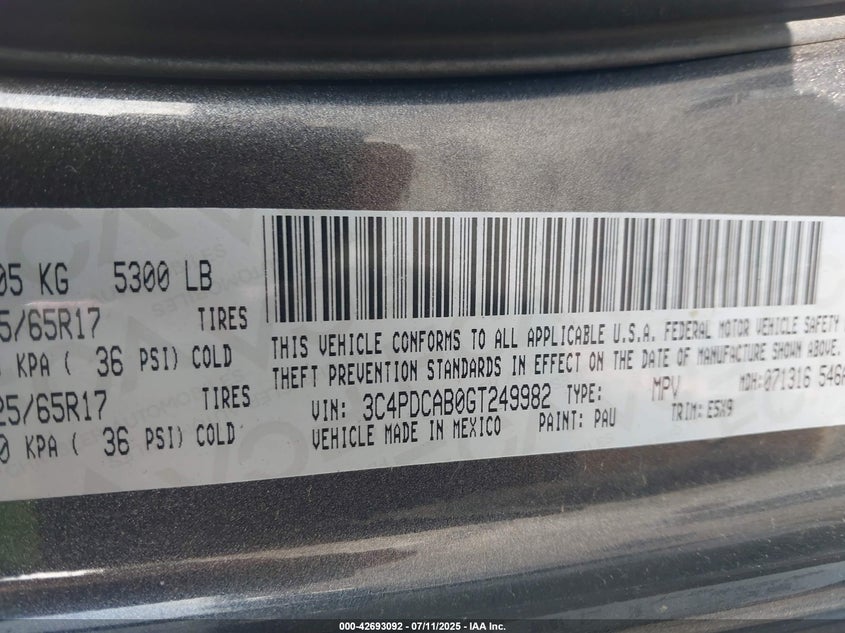 05 KG 5300 LB
5/65R17 TIRES
KPA ( 36 PSI) COLD
25/65R17 TIRES
0 KPA ( 36 PSI) COLD
THIS VEHICLE CONFORMS TO ALL APPLICABLE U.S.A. FEDERAL MOTOR VEHICLE SAFETY
THEFT PREVENTION STANDARDS IN EFFECT ON THE DATE OF MANUFACTURE SHOWN ABOVE.
VIN: 3C4PDCAB0GT249982 TYPE: MPV MDH: 071316 546A
VEHICLE MADE IN MEXICO PAINT: PAU TRIM: E5X9
000-42693092 - 07/11/2025 - IAA Inc.